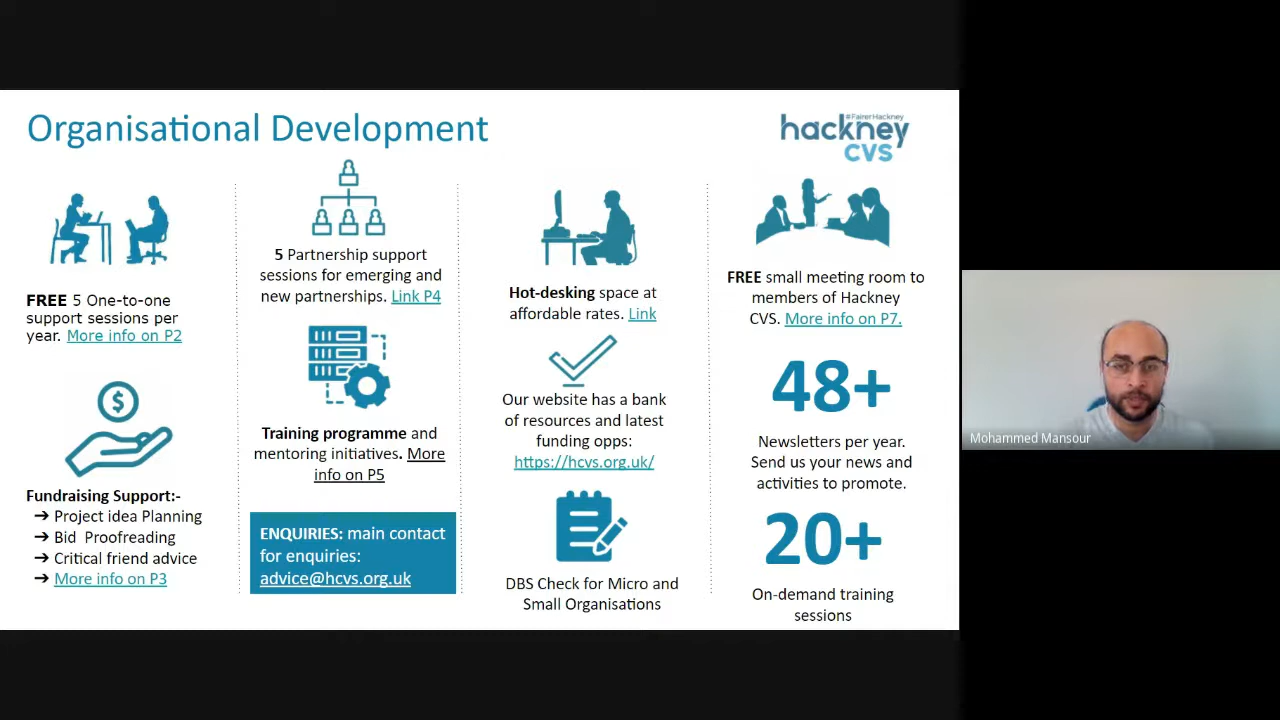 Organisational Development
#FairerHackney
hackney
CVS
FREE 5 One-to-one
support sessions per
year. More info on P2
$
Fundraising Support:-
➔ Project idea Planning
➔ Bid Proofreading
➔ Critical friend advice
➔ More info on P3
5 Partnership support
sessions for emerging and
new partnerships. Link P4
Training programme and
mentoring initiatives. More
info on P5
ENQUIRIES: main contact
for enquiries:
advice@hcvs.org.uk
Hot-desking space at
affordable rates. Link
Our website has a bank
of resources and latest
funding opps:
https://hcvs.org.uk/
DBS Check for Micro and
Small Organisations
FREE small meeting room to
members of Hackney
CVS. More info on P7.
48+
Newsletters per year.
Send us your news and
activities to promote.
20+
On-demand training
sessions
Mohammed Mansour